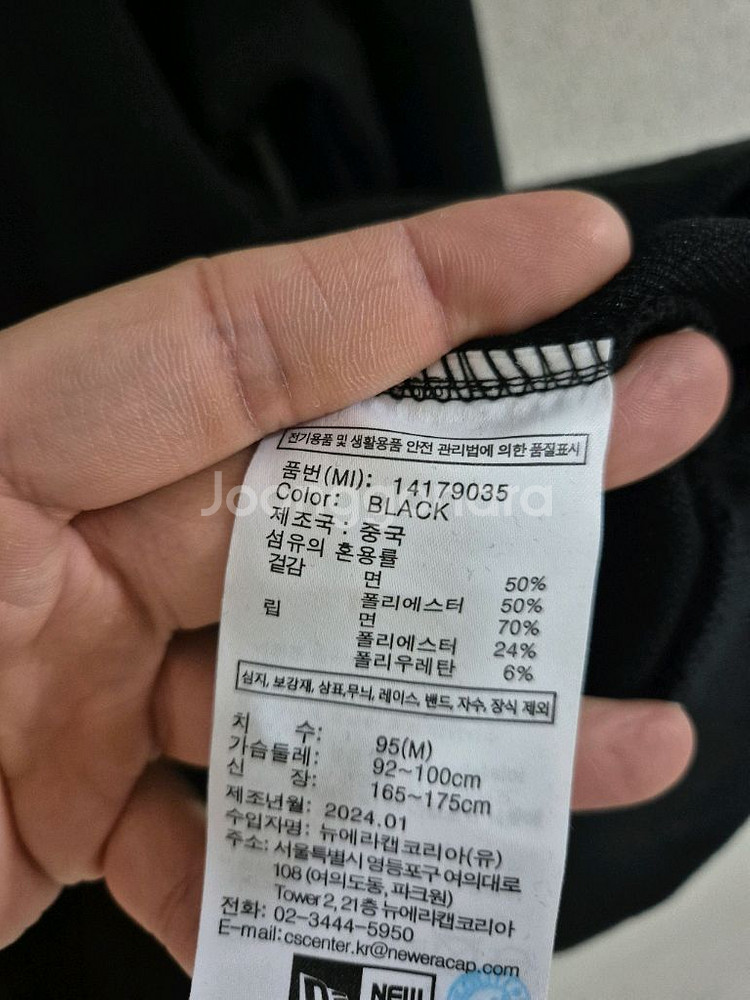 전기용품 및 생활용품 안전 관리법에 의한 품질표시
품번(MI): 14179035
Joonggonara
Color: BLACK
제조국: 중국
섬유의 혼용률
겉감 면 50%
폴리에스터 50%
립 면 70%
폴리에스터 24%
폴리우레탄 6%
심지, 보강재, 상표,무늬, 레이스, 밴드, 자수, 장식 제외
치 수: 95(M)
가슴둘레: 92~100cm
신 장: 165~175cm
제조년월: 2024.01
수입자명: 뉴에라캡코리아(유)
주소: 서울특별시 영등포구 여의대로
108 (여의도동, 파크원)
Tower 2, 21층 뉴에라캡코리아
전화: 02-3444-5950
E-mail:cscenter.kr@neweracap.com
NEW